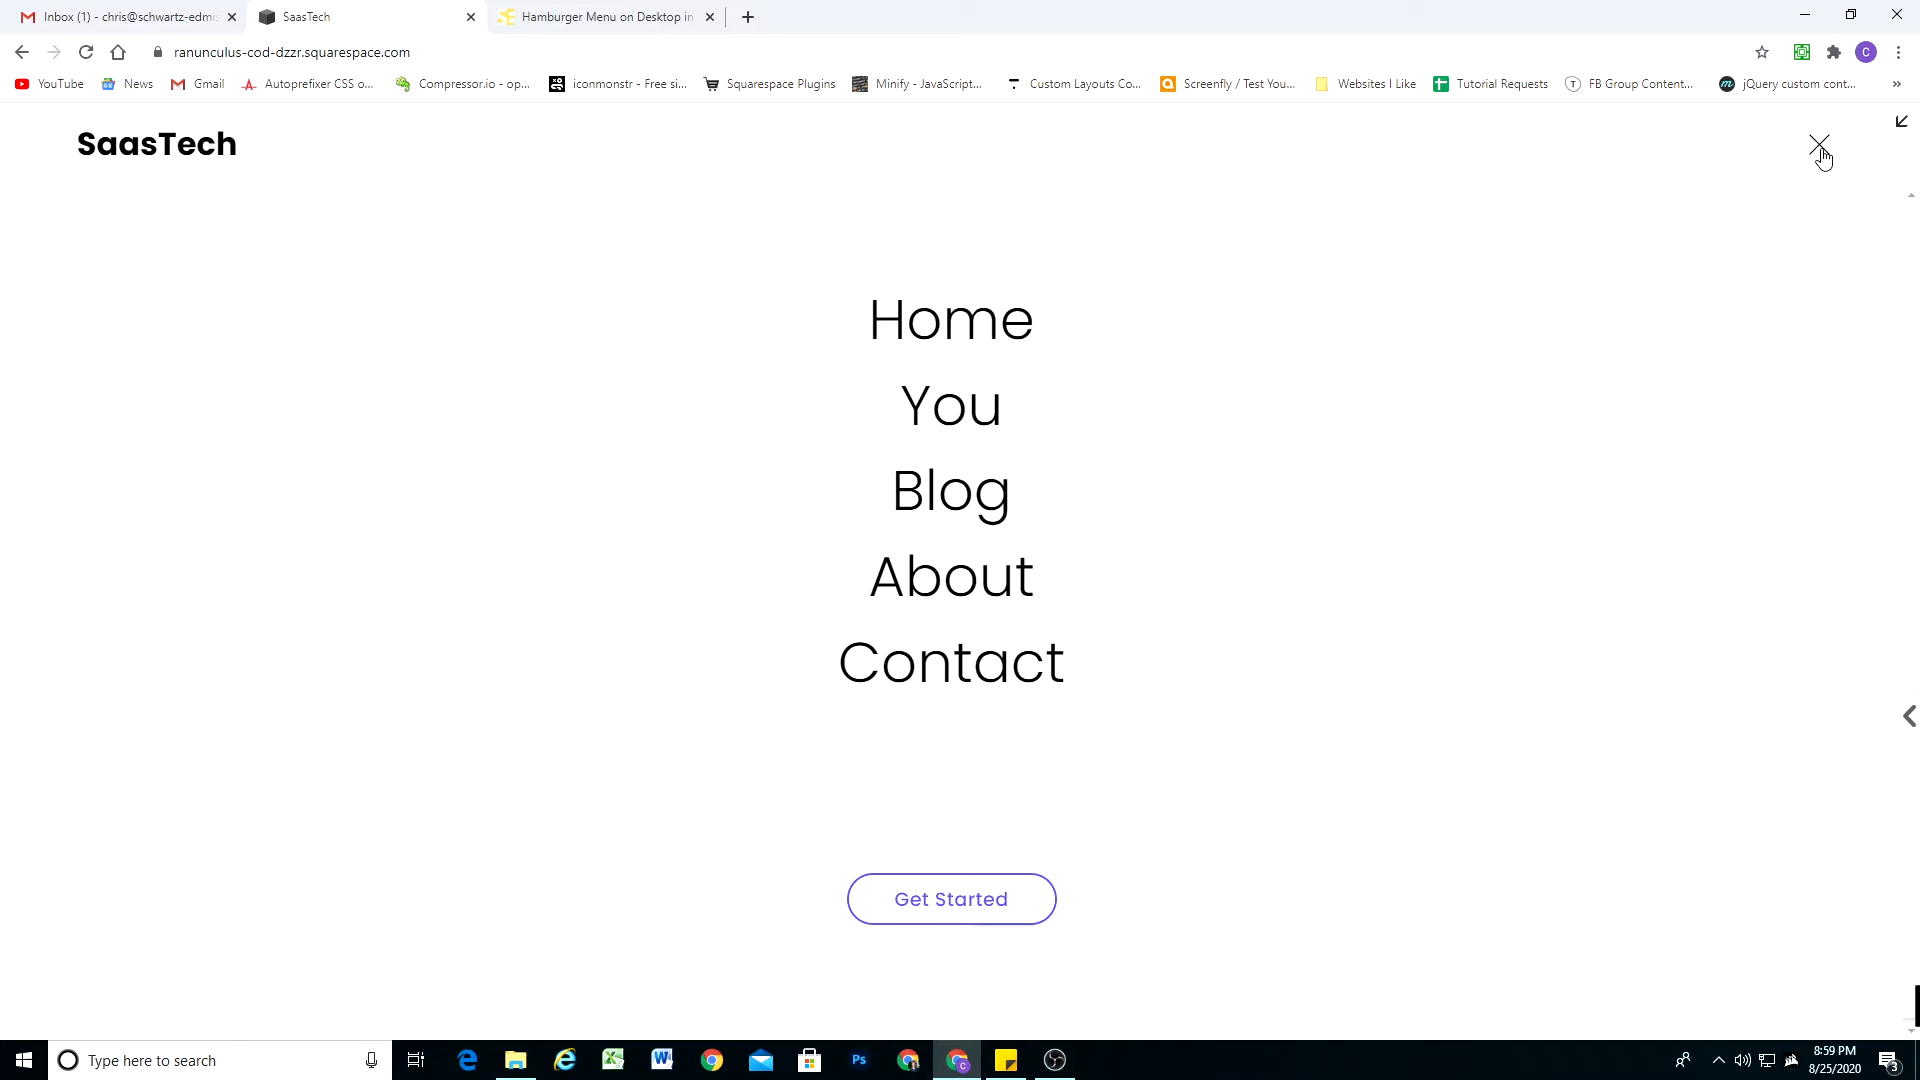 Inbox (1) - chris@schwartz-edmi
SaasTech
Hamburger Menu on Desktop in
ranunculus-cod-dzzr.squarespace.com
C
YouTube
News
Gmail
Autoprefixer CSS o...
Compressor.io - op...
iconmonstr - Free si...
Squarespace Plugins
Minify - JavaScript...
Custom Layouts Co...
Screenfly / Test You...
Websites I Like
Tutorial Requests
FB Group Content...
jQuery custom cont...
SaasTech
Home
You
Blog
About
Contact
Get Started
Type here to search
Ps
8:59 PM
8/25/2020
3